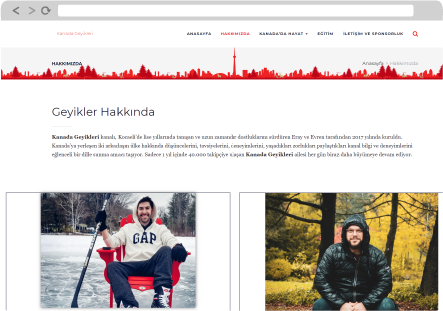 Kanada Geyikleri
ANASAYFA HAKKIMIZDA KANADA'DA HAYAT EĞİTİM İLETİŞİM VE SPONSORLUK
HAKKIMIZDA
Anasayfa > Hakkımızda
Geyikler Hakkında
Kanada Geyikleri kanalı, Kocaeli'de lise yıllarında tanışan ve uzun zamandır dostluklarını sürdüren Eray ve Evren tarafından 2017 yılında kuruldu.
Kanada'ya yerleşen iki arkadaşın ülke hakkında düşüncelerini, tavsiyelerini, deneyimlerini, yaşadıkları zorlukları paylaştıkları kanal bilgi ve deneyimlerini
eğlenceli bir dille sunma amacı taşıyor. Sadece 1 yıl içinde 40.000 takipçiye ulaşan Kanada Geyikleri ailesi her gün biraz daha büyümeye devam ediyor.
GAP